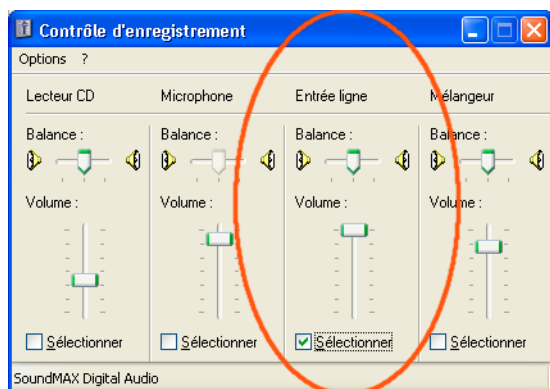 Contrôle d'enregistrement
Options ?
Lecteur CD Microphone Entrée ligne Mélangeur
Balance : Balance : Balance : Balance :
Volume : Volume : Volume : Volume :
Sélectionner Sélectionner Sélectionner Sélectionner
SoundMAX Digital Audio